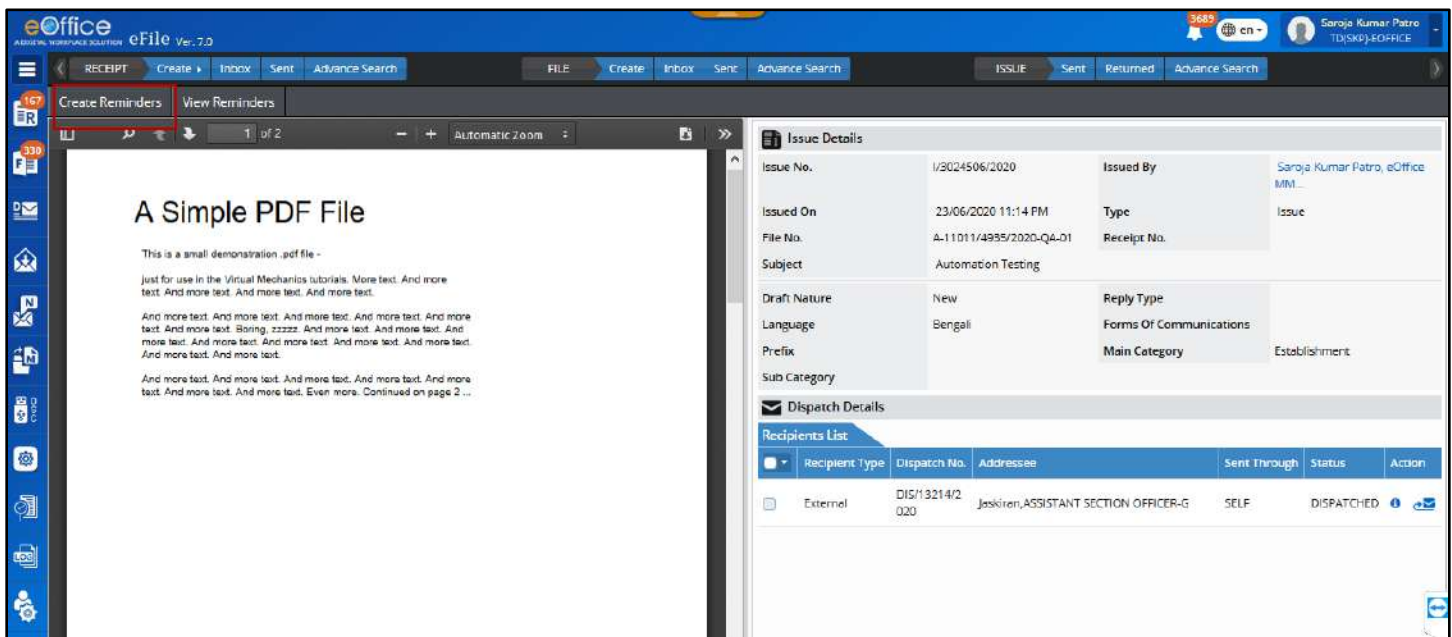 eOffice
A DIGITAL WORKPLACE SOLUTION eFile Ver. 7.0
3689
en
Saroja Kumar Patro
TD(SKP)-EOFFICE
RECEIPT Create Inbox Sent Advance Search FILE Create Inbox Sent Advance Search ISSUE Sent Returned Advance Search
167
R
Create Reminders View Reminders
1 of 2 Automatic Zoom
330
F
D
N
N
DSC
LOG
A Simple PDF File
This is a small demonstration .pdf file -
just for use in the Virtual Mechanics tutorials. More text. And more
text. And more text. And more text. And more text.
And more text. And more text. And more text. And more text. And more
text. And more text. Boring, zzzzz. And more text. And more text. And
more text. And more text. And more text. And more text. And more text.
And more text. And more text.
And more text. And more text. And more text. And more text. And more
text. And more text. And more text. Even more. Continued on page 2 ...
Issue Details
Issue No. I/3024506/2020 Issued By Saroja Kumar Patro, eOffice
MM...
Issued On 23/06/2020 11:14 PM Type Issue
File No. A-11011/4935/2020-QA-01 Receipt No.
Subject Automation Testing
Draft Nature New Reply Type
Language Bengali Forms Of Communications
Prefix Main Category Establishment
Sub Category
Dispatch Details
Recipients List
Recipient Type Dispatch No. Addressee Sent Through Status Action
External DIS/13214/2
020 Jaskiran,ASSISTANT SECTION OFFICER-G SELF DISPATCHED